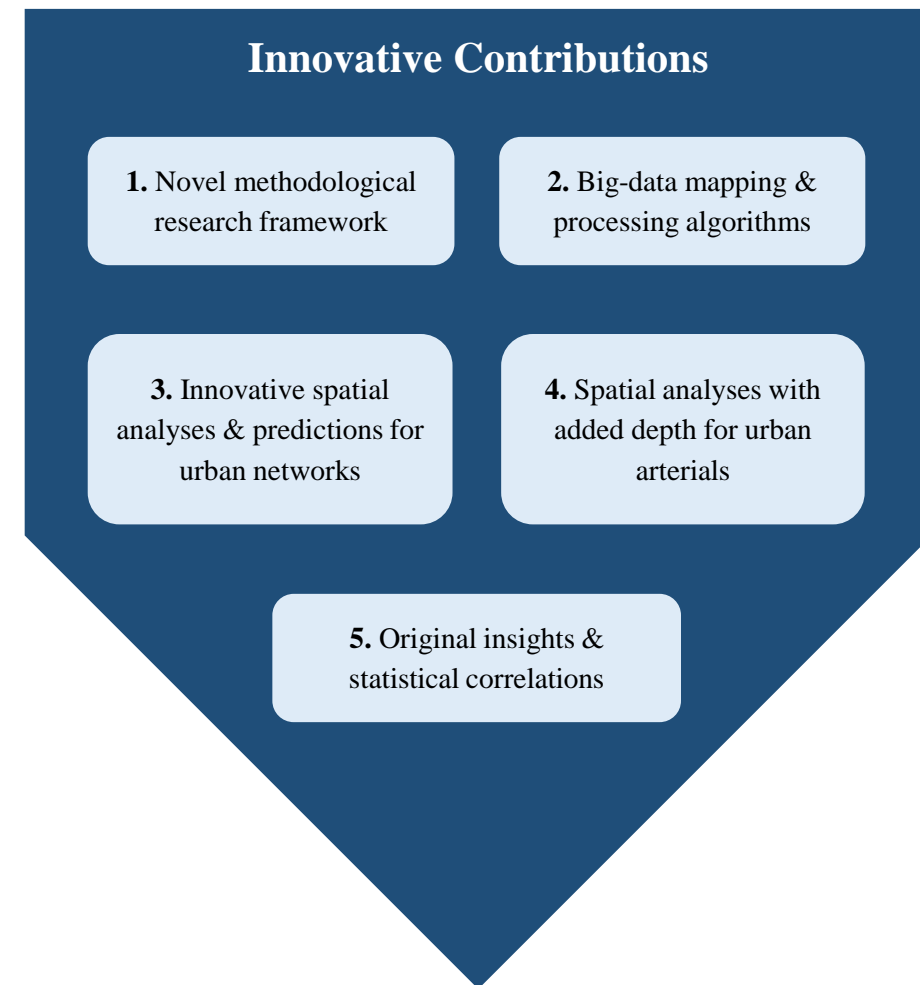 Innovative Contributions
1. Novel methodological
research framework
2. Big-data mapping &
processing algorithms
3. Innovative spatial
analyses & predictions for
urban networks
4. Spatial analyses with
added depth for urban
arterials
5. Original insights &
statistical correlations